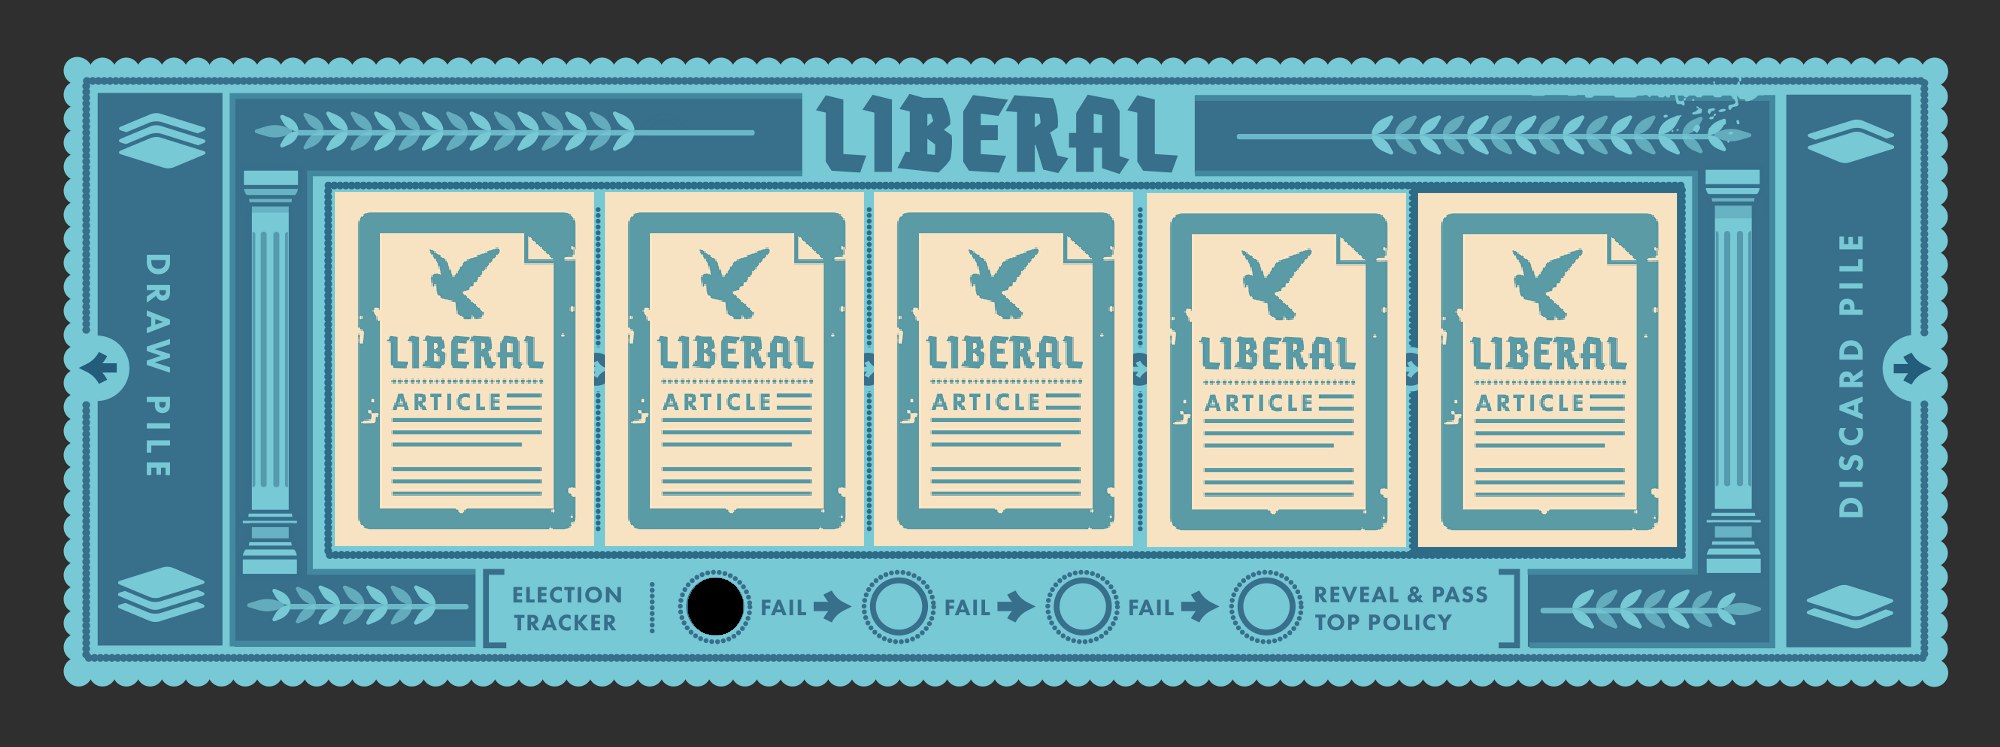 LIBERAL
DRAW PILE
LIBERAL
ARTICLE
LIBERAL
ARTICLE
LIBERAL
ARTICLE
LIBERAL
ARTICLE
LIBERAL
ARTICLE
DISCARD PILE
ELECTION
TRACKER
FAIL
FAIL
FAIL
REVEAL & PASS
TOP POLICY